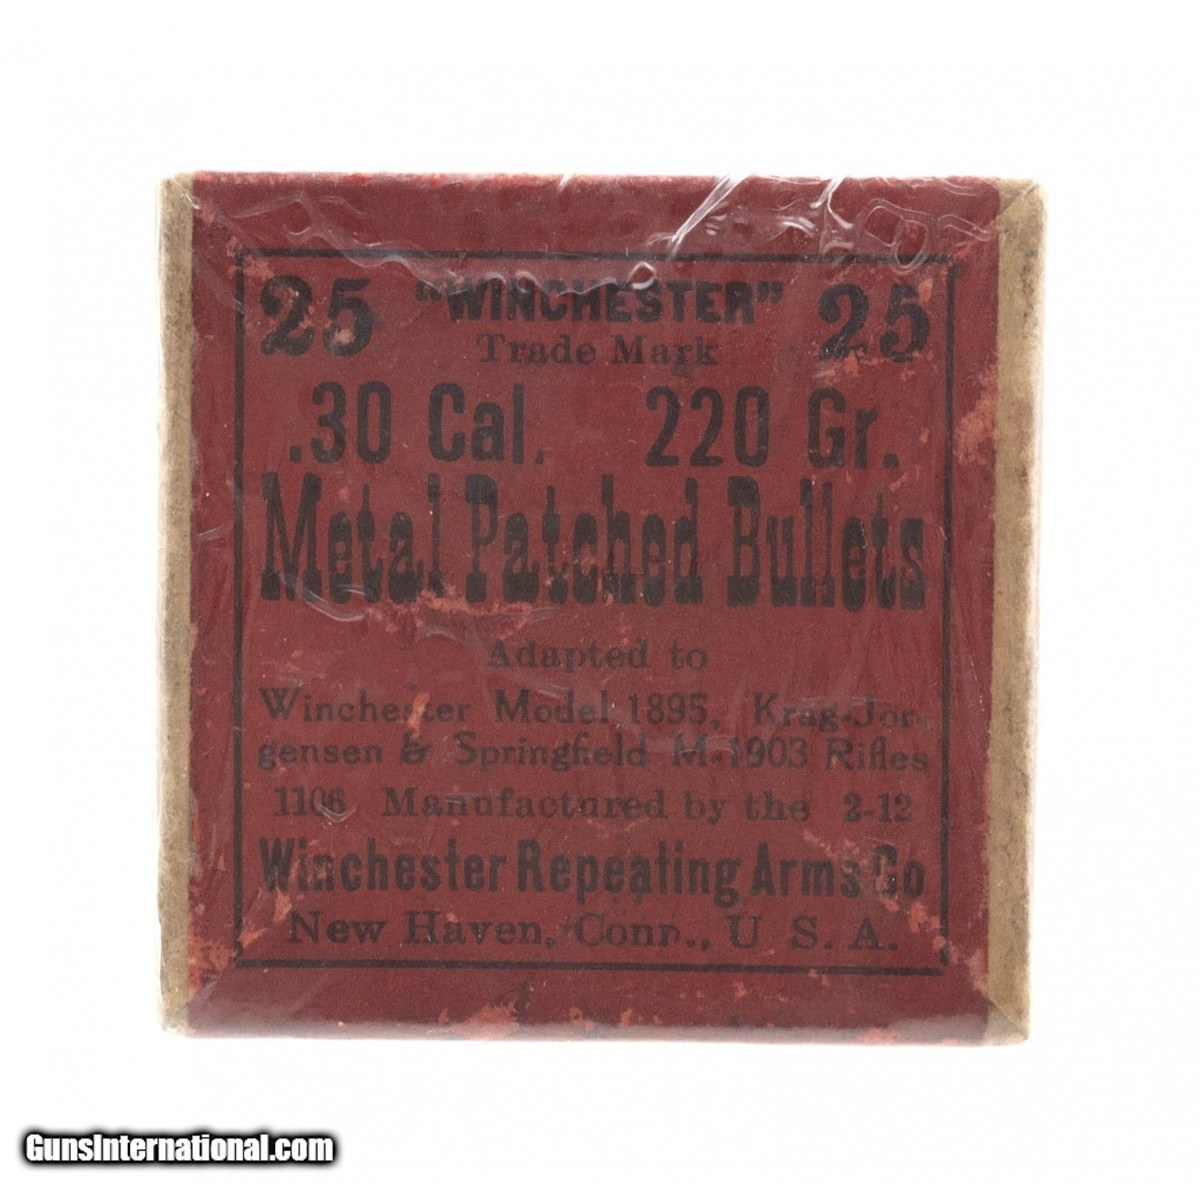 25 "WINCHESTER" 25
Trade Mark
.30 Cal. 220 Gr.
Metal Patched Bullets
Adapted to
Winchester Model 1895, Krag-Jor-
gensen & Springfield M-1903 Rifles
1106 Manufactured by the 2-12
Winchester Repeating Arms Co
New Haven, Conn., U. S. A.
GunsInternational.com